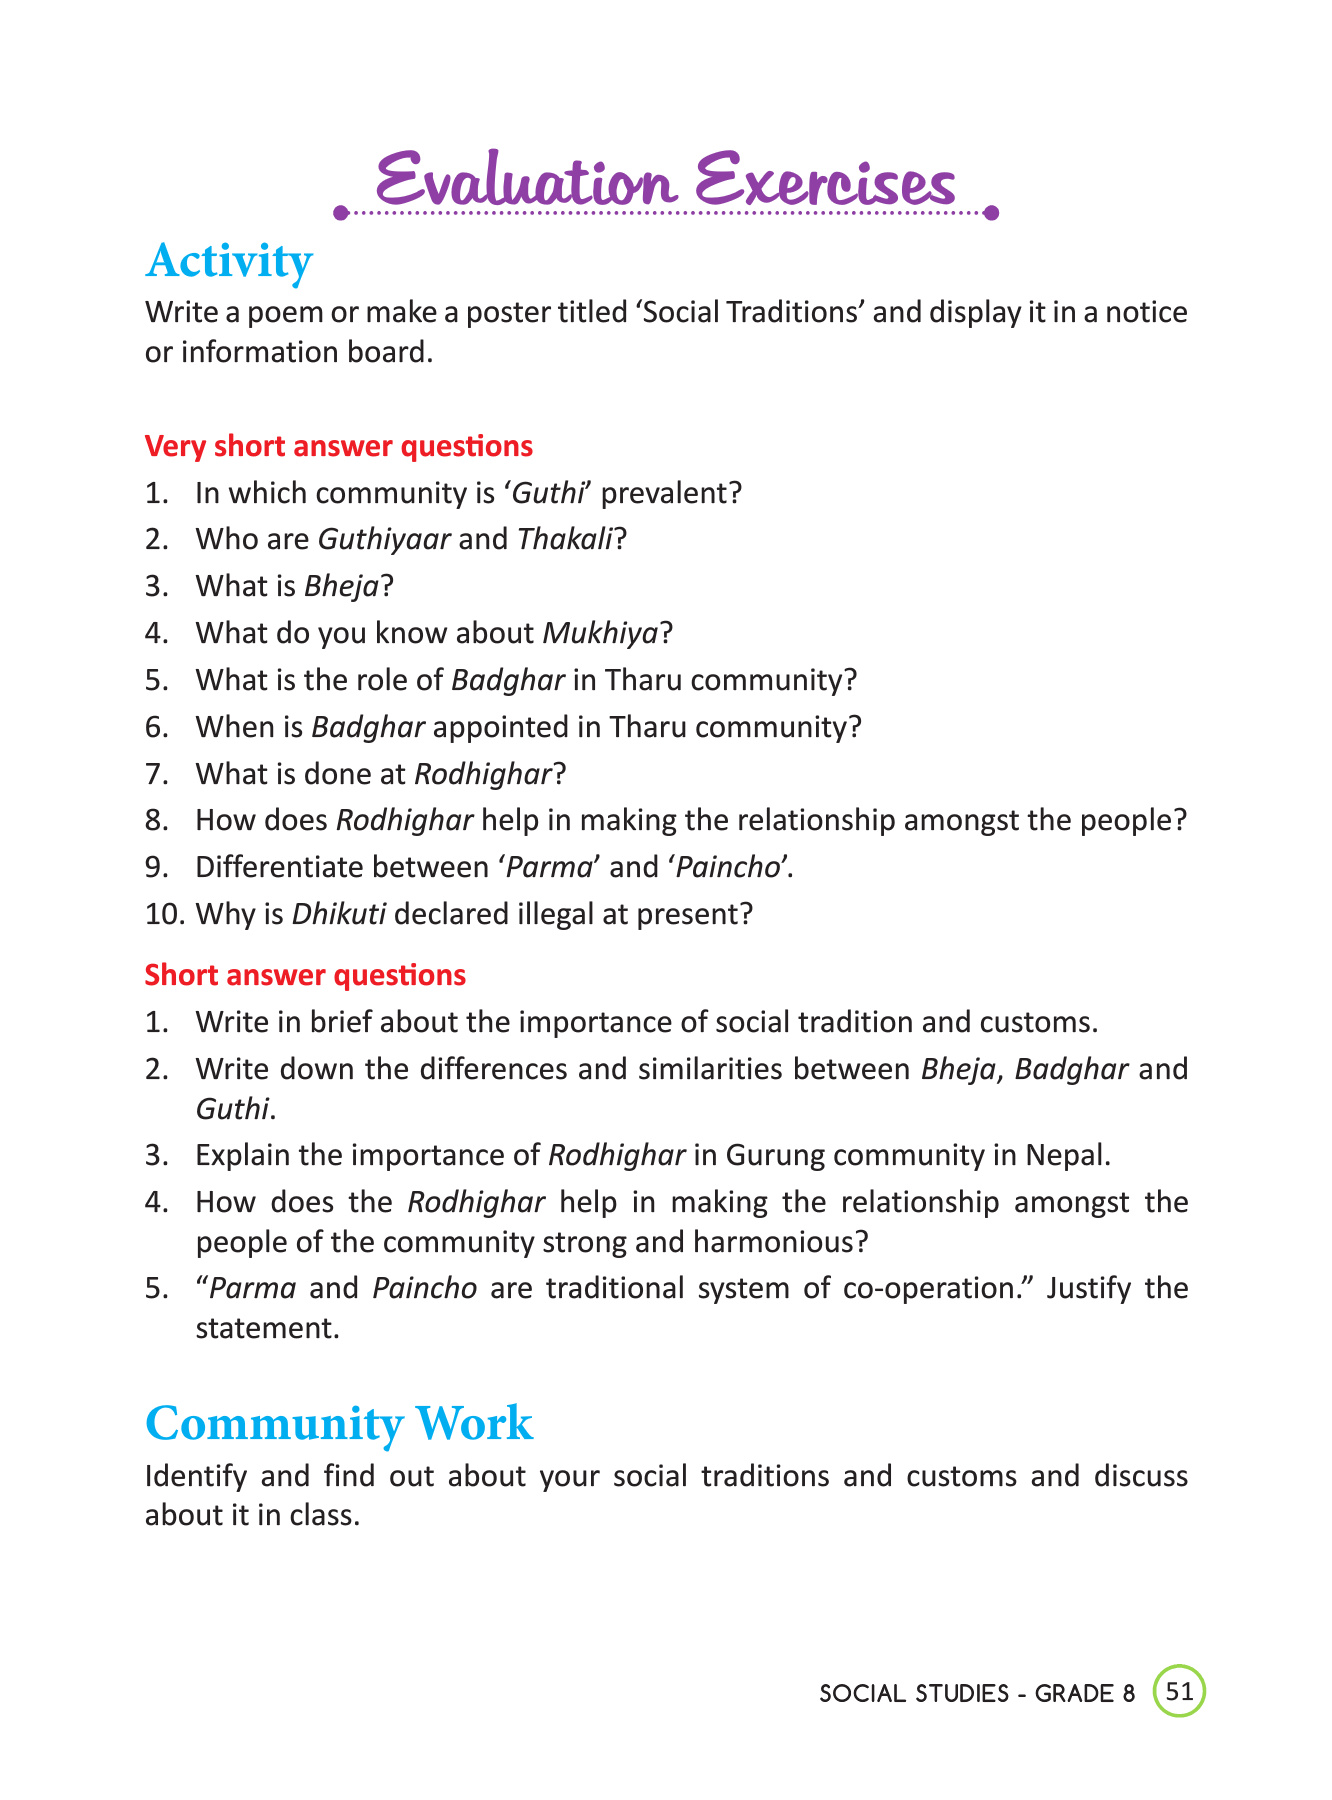 Evaluation Exercises
Activity
Write a poem or make a poster titled ‘Social Traditions’ and display it in a notice
or information board.
Very short answer questions
1. In which community is ‘Guthi’ prevalent?
2. Who are Guthiyaar and Thakali?
3. What is Bheja?
4. What do you know about Mukhiya?
5. What is the role of Badghar in Tharu community?
6. When is Badghar appointed in Tharu community?
7. What is done at Rodhighar?
8. How does Rodhighar help in making the relationship amongst the people?
9. Differentiate between ‘Parma’ and ‘Paincho’.
10. Why is Dhikuti declared illegal at present?
Short answer questions
1. Write in brief about the importance of social tradition and customs.
2. Write down the differences and similarities between Bheja, Badghar and
Guthi.
3. Explain the importance of Rodhighar in Gurung community in Nepal.
4. How does the Rodhighar help in making the relationship amongst the
people of the community strong and harmonious?
5. “Parma and Paincho are traditional system of co-operation.” Justify the
statement.
Community Work
Identify and find out about your social traditions and customs and discuss
about it in class.
SOCIAL STUDIES - GRADE 8 51